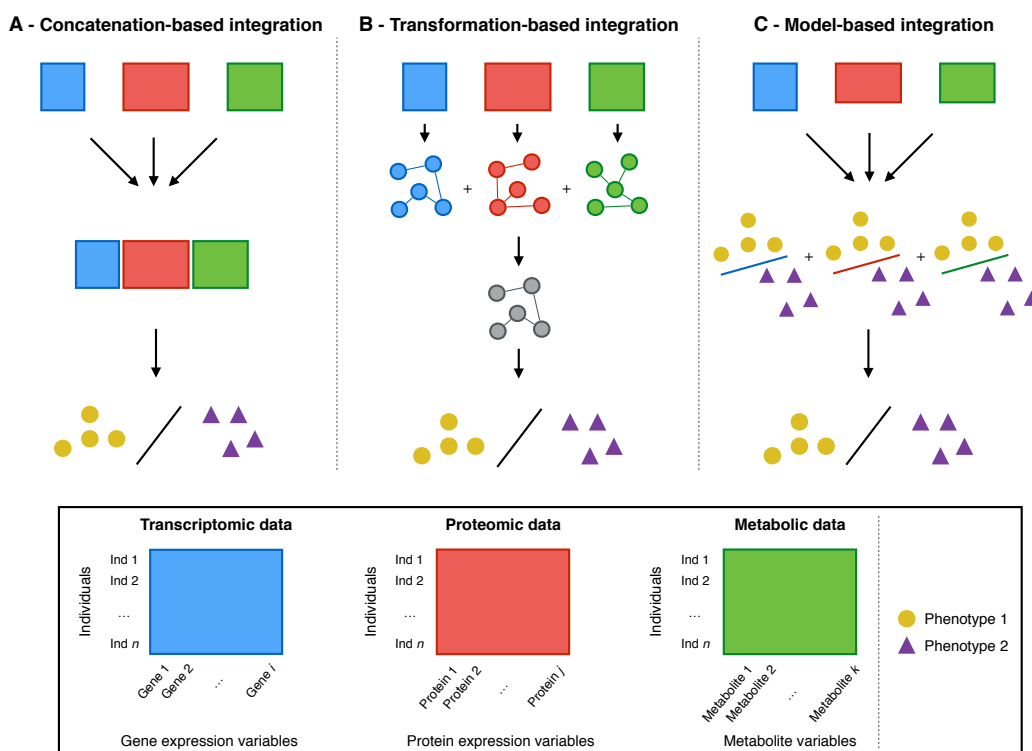 A - Concatenation-based integration
B - Transformation-based integration
C - Model-based integration
+ +
+ +
Transcriptomic data
Individuals
Ind 1
Ind 2
...
Ind n
Gene 1
Gene 2
...
Gene i
Gene expression variables
Proteomic data
Individuals
Ind 1
Ind 2
...
Ind n
Protein 1
Protein 2
...
Protein j
Protein expression variables
Metabolic data
Individuals
Ind 1
Ind 2
...
Ind n
Metabolite 1
Metabolite 2
...
Metabolite k
Metabolite variables
Phenotype 1
Phenotype 2